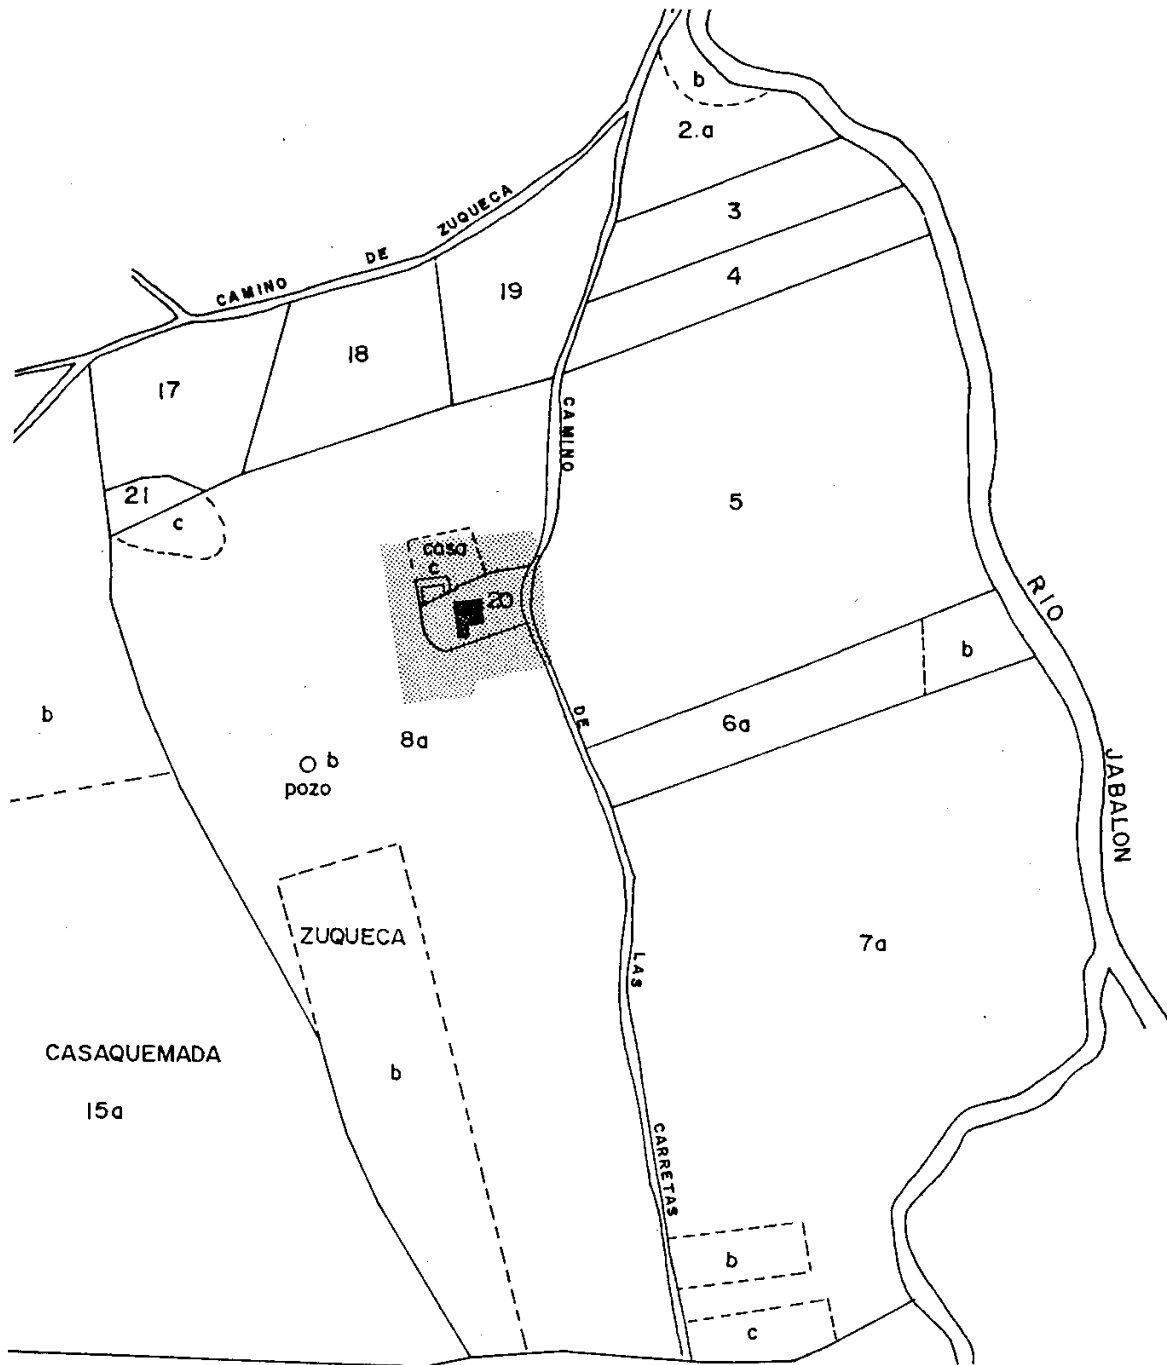 b
2.a
3
4
CAMINO DE ZUQUECA
19
18
17
21
c
CAMINO DE LAS CARRETAS
5
casa
c
20
RIO JABALON
b
6a
b
8a
b
pozo
ZUQUECA
7a
CASAQUEMADA
15a
b
b
c